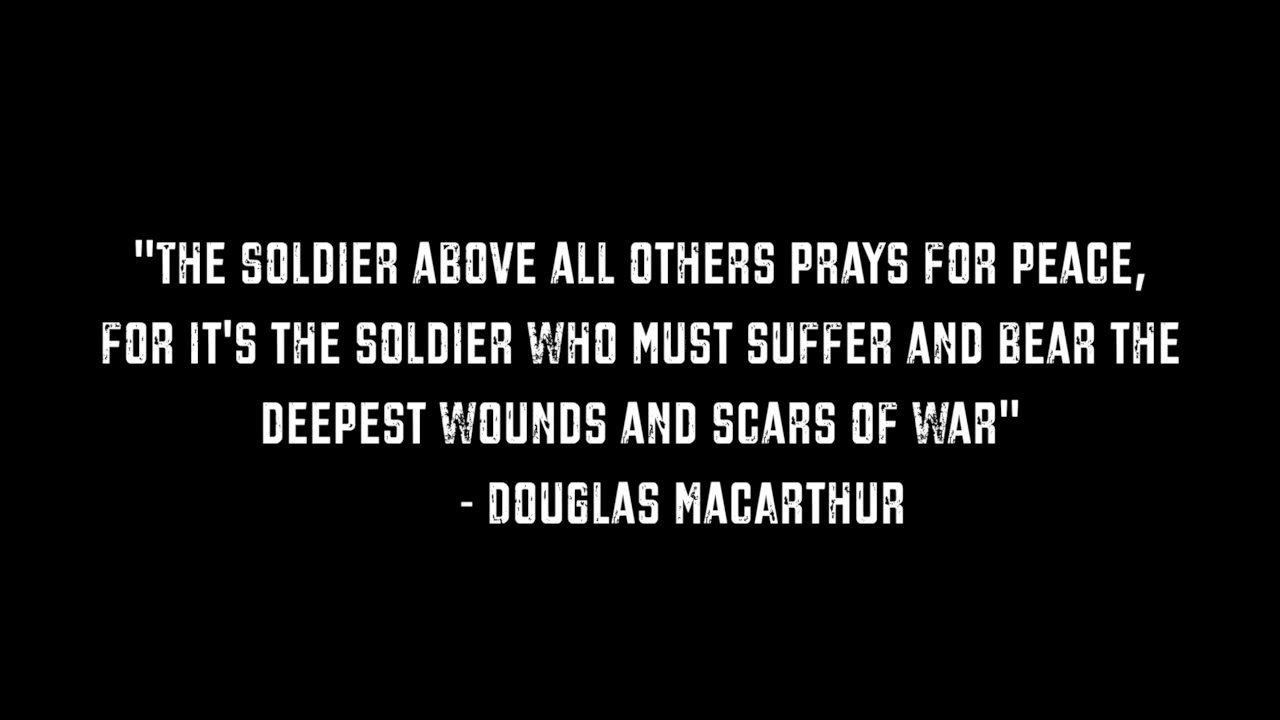 "THE SOLDIER ABOVE ALL OTHERS PRAYS FOR PEACE,
FOR IT'S THE SOLDIER WHO MUST SUFFER AND BEAR THE
DEEPEST WOUNDS AND SCARS OF WAR"
- DOUGLAS MACARTHUR